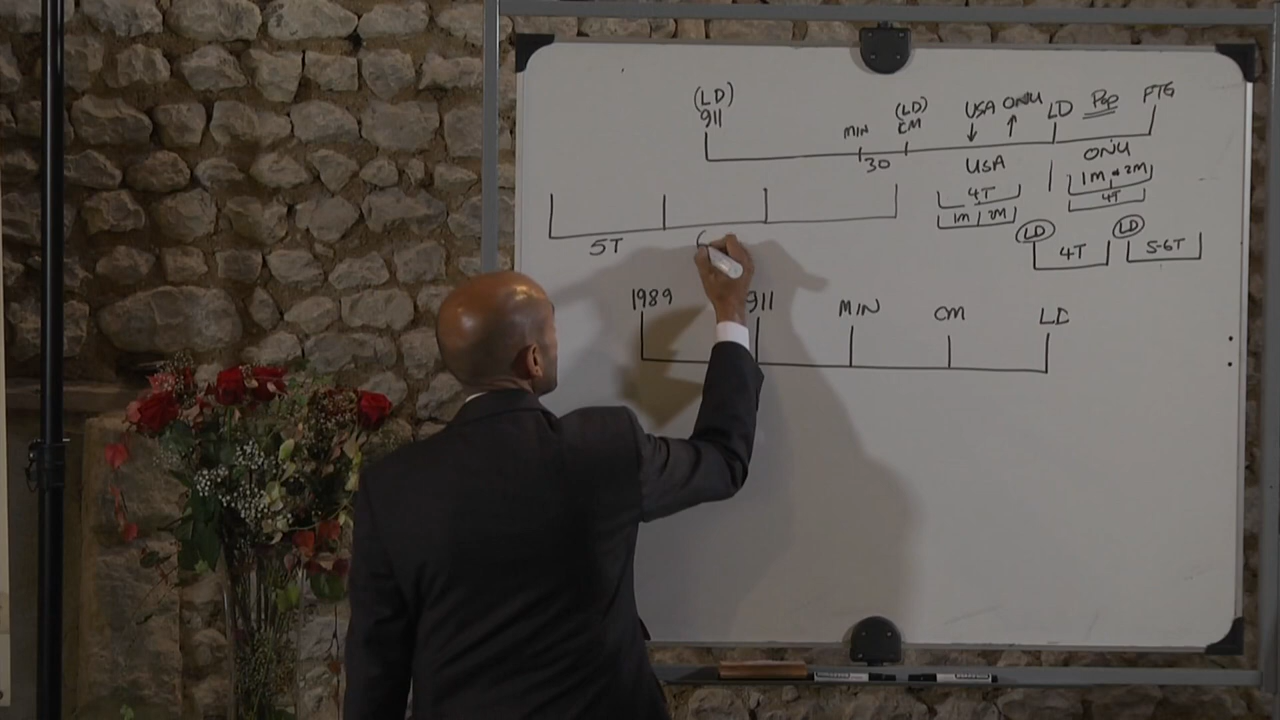 (LD)
911
MIN
30
(LD)
CM
USA ONU LD Pop PTG
USA
4T
1M 2M
ONU
1M & 2M
4T
LD
4T
LD
5-6T
5T
1989
911
MIN
CM
LD